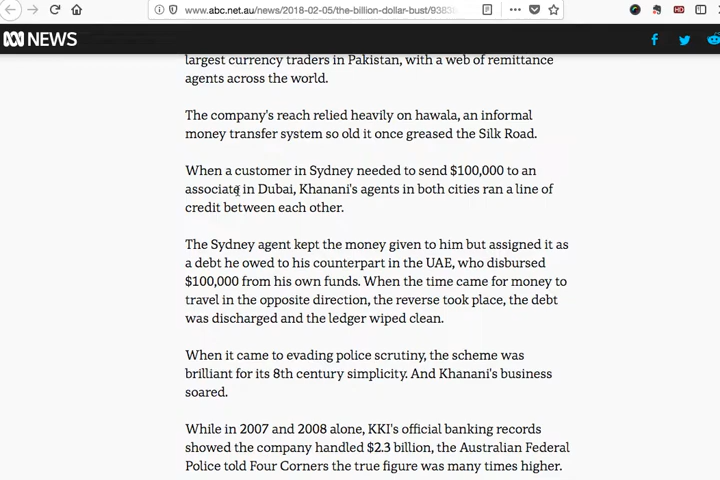 www.abc.net.au/news/2018-02-05/the-billion-dollar-bust/9383
NEWS
largest currency traders in Pakistan, with a web of remittance
agents across the world.
The company's reach relied heavily on hawala, an informal
money transfer system so old it once greased the Silk Road.
When a customer in Sydney needed to send $100,000 to an
associate in Dubai, Khanani's agents in both cities ran a line of
credit between each other.
The Sydney agent kept the money given to him but assigned it as
a debt he owed to his counterpart in the UAE, who disbursed
$100,000 from his own funds. When the time came for money to
travel in the opposite direction, the reverse took place, the debt
was discharged and the ledger wiped clean.
When it came to evading police scrutiny, the scheme was
brilliant for its 8th century simplicity. And Khanani's business
soared.
While in 2007 and 2008 alone, KKI's official banking records
showed the company handled $2.3 billion, the Australian Federal
Police told Four Corners the true figure was many times higher.